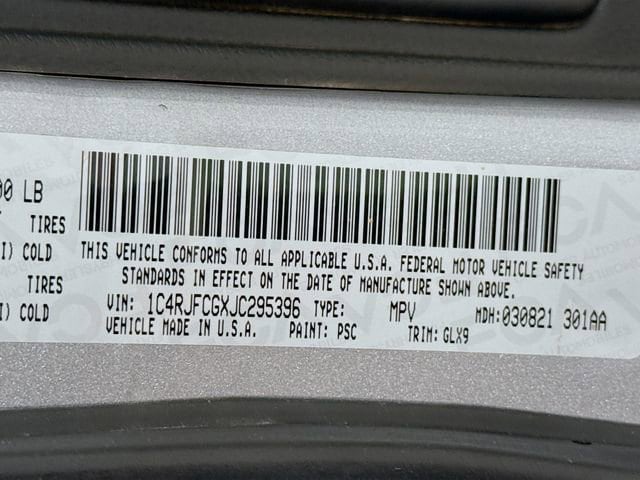 00 LB
TIRES
I) COLD
TIRES
I) COLD
THIS VEHICLE CONFORMS TO ALL APPLICABLE U.S.A. FEDERAL MOTOR VEHICLE SAFETY
STANDARDS IN EFFECT ON THE DATE OF MANUFACTURE SHOWN ABOVE.
VIN: 1C4RJFCGXJC295396 TYPE: MPV MDH:030821 301AA
VEHICLE MADE IN U.S.A. PAINT: PSC TRIM: GLX9